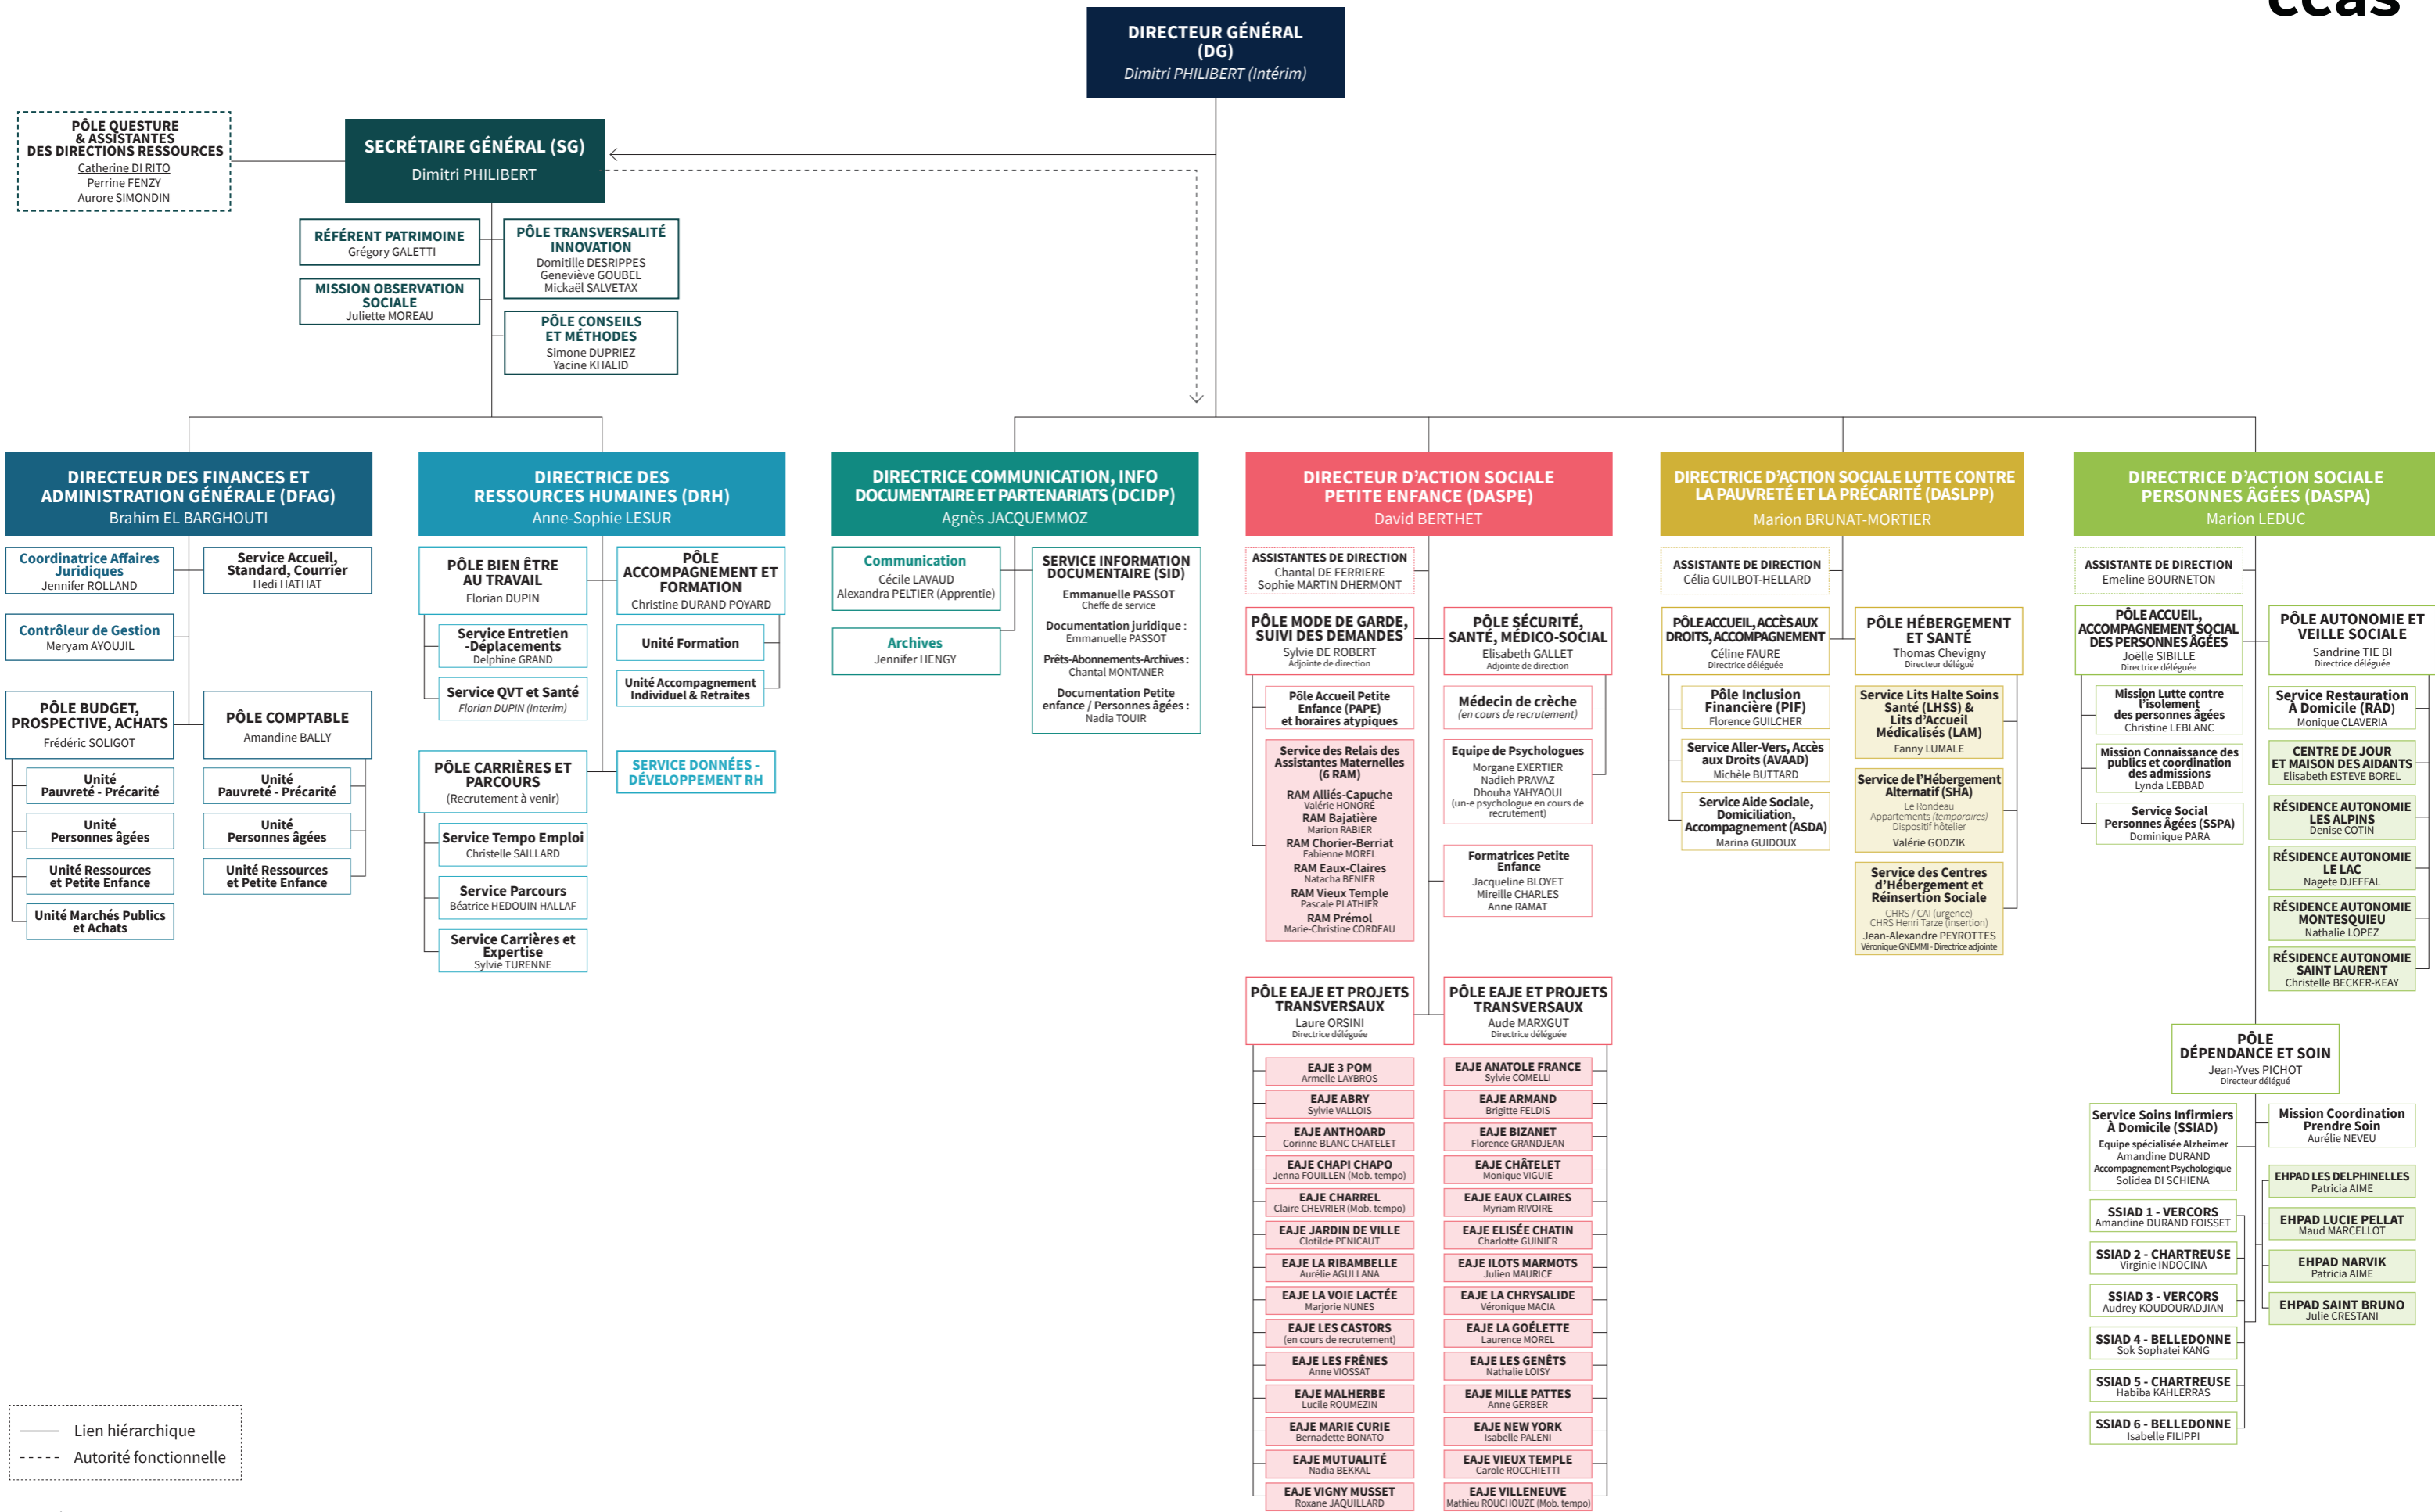 ccas
DIRECTEUR GÉNÉRAL
(DG)
Dimitri PHILIBERT (Intérim)
PÔLE QUESTURE
& ASSISTANTES
DES DIRECTIONS RESSOURCES
Catherine DI RITO
Perrine FENZY
Aurore SIMONDIN
SECRÉTAIRE GÉNÉRAL (SG)
Dimitri PHILIBERT
RÉFÉRENT PATRIMOINE
Grégory GALETTI
PÔLE TRANSVERSALITÉ
INNOVATION
Domitille DESRIPPES
Geneviève GOUBEL
Mickaël SALVETAX
MISSION OBSERVATION
SOCIALE
Juliette MOREAU
PÔLE CONSEILS
ET MÉTHODES
Simone DUPRIEZ
Yacine KHALID
DIRECTEUR DES FINANCES ET
ADMINISTRATION GÉNÉRALE (DFAG)
Brahim EL BARGHOUTI
Coordinatrice Affaires
Juridiques
Jennifer ROLLAND
Service Accueil,
Standard, Courrier
Hedi HATHAT
Contrôleur de Gestion
Meryam AYOUJIL
PÔLE BUDGET,
PROSPECTIVE, ACHATS
Frédéric SOLIGOT
PÔLE COMPTABLE
Amandine BALLY
Unité
Pauvreté - Précarité
Unité
Personnes âgées
Unité Ressources
et Petite Enfance
Unité Marchés Publics
et Achats
Unité
Pauvreté - Précarité
Unité
Personnes âgées
Unité Ressources
et Petite Enfance
DIRECTRICE DES
RESSOURCES HUMAINES (DRH)
Anne-Sophie LESUR
PÔLE BIEN ÊTRE
AU TRAVAIL
Florian DUPIN
Service Entretien
-Déplacements
Delphine GRAND
Service QVT et Santé
Florian DUPIN (Interim)
PÔLE
ACCOMPAGNEMENT ET
FORMATION
Christine DURAND POYARD
Unité Formation
Unité Accompagnement
Individuel & Retraites
PÔLE CARRIÈRES ET
PARCOURS
(Recrutement à venir)
SERVICE DONNÉES -
DÉVELOPPEMENT RH
Service Tempo Emploi
Christelle SAILLARD
Service Parcours
Béatrice HEDOUIN HALLAF
Service Carrières et
Expertise
Sylvie TURENNE
DIRECTRICE COMMUNICATION, INFO
DOCUMENTAIRE ET PARTENARIATS (DCIDP)
Agnès JACQUEMMOZ
Communication
Cécile LAVAUD
Alexandra PELTIER (Apprentie)
Archives
Jennifer HENGY
SERVICE INFORMATION
DOCUMENTAIRE (SID)
Emmanuelle PASSOT
Cheffe de service
Documentation juridique :
Emmanuelle PASSOT
Prêts-Abonnements-Archives :
Chantal MONTANER
Documentation Petite
enfance / Personnes âgées :
Nadia TOUIR
DIRECTEUR D'ACTION SOCIALE
PETITE ENFANCE (DASPE)
David BERTHET
ASSISTANTES DE DIRECTION
Chantal DE FERRIERE
Sophie MARTIN DHERMONT
PÔLE MODE DE GARDE,
SUIVI DES DEMANDES
Sylvie DE ROBERT
Adjointe de direction
Pôle Accueil Petite
Enfance (PAPE)
et horaires atypiques
Service des Relais des
Assistantes Maternelles
(6 RAM)
RAM Alliés-Capuche
Valérie HONORÉ
RAM Bajatière
Marion RABIER
RAM Chorier-Berriat
Fabienne MOREL
RAM Eaux-Claires
Natacha BENIER
RAM Vieux Temple
Pascale PLATHIER
RAM Prémol
Marie-Christine CORDEAU
PÔLE SÉCURITÉ,
SANTÉ, MÉDICO-SOCIAL
Elisabeth GALLET
Adjointe de direction
Médecin de crèche
(en cours de recrutement)
Equipe de Psychologues
Morgane EXERTIER
Nadieh PRAVAZ
Dhouha YAHYAOUI
(un-e psychologue en cours de
recrutement)
Formatrices Petite
Enfance
Jacqueline BLOYET
Mireille CHARLES
Anne RAMAT
PÔLE EAJE ET PROJETS
TRANSVERSAUX
Laure ORSINI
Directrice déléguée
EAJE 3 POM
Armelle LAYBROS
EAJE ABRY
Sylvie VALLOIS
EAJE ANTHOARD
Corinne BLANC CHATELET
EAJE CHAPI CHAPO
Jenna FOUILLEN (Mob. tempo)
EAJE CHARREL
Claire CHEVRIER (Mob. tempo)
EAJE JARDIN DE VILLE
Clotilde PENICAUT
EAJE LA RIBAMBELLE
Aurélie AGULLANA
EAJE LA VOIE LACTÉE
Marjorie NUNES
EAJE LES CASTORS
(en cours de recrutement)
EAJE LES FRÊNES
Anne VIOSSAT
EAJE MALHERBE
Lucile ROUMEZIN
EAJE MARIE CURIE
Bernadette BONATO
EAJE MUTUALITÉ
Nadia BEKKAL
EAJE VIGNY MUSSET
Roxane JAQUILLARD
PÔLE EAJE ET PROJETS
TRANSVERSAUX
Aude MARXGUT
Directrice déléguée
EAJE ANATOLE FRANCE
Sylvie COMELLI
EAJE ARMAND
Brigitte FELDIS
EAJE BIZANET
Florence GRANDJEAN
EAJE CHÂTELET
Monique VIGUIE
EAJE EAUX CLAIRES
Myriam RIVOIRE
EAJE ELISÉE CHATIN
Charlotte GUINIER
EAJE ILOTS MARMOTS
Julien MAURICE
EAJE LA CHRYSALIDE
Véronique MACIA
EAJE LA GOÉLETTE
Laurence MOREL
EAJE LES GENÊTS
Nathalie LOISY
EAJE MILLE PATTES
Anne GERBER
EAJE NEW YORK
Isabelle PALENI
EAJE VIEUX TEMPLE
Carole ROCCHIETTI
EAJE VILLENEUVE
Mathieu ROUCHOUZE (Mob. tempo)
DIRECTRICE D'ACTION SOCIALE LUTTE CONTRE
LA PAUVRETÉ ET LA PRÉCARITÉ (DASLPP)
Marion BRUNAT-MORTIER
ASSISTANTE DE DIRECTION
Célia GUILBOT-HELLARD
PÔLE ACCUEIL, ACCÈS AUX
DROITS, ACCOMPAGNEMENT
Céline FAURE
Directrice déléguée
Pôle Inclusion
Financière (PIF)
Florence GUILCHER
Service Aller-Vers, Accès
aux Droits (AVAAD)
Michèle BUTTARD
Service Aide Sociale,
Domiciliation,
Accompagnement (ASDA)
Marina GUIDOUX
PÔLE HÉBERGEMENT
ET SANTÉ
Thomas Chevigny
Directeur délégué
Service Lits Halte Soins
Santé (LHSS) &
Lits d'Accueil
Médicalisés (LAM)
Fanny LUMALE
Service de l'Hébergement
Alternatif (SHA)
Le Rondeau
Appartements (temporaires)
Dispositif hôtelier
Valérie GODZIK
Service des Centres
d'Hébergement et
Réinsertion Sociale
CHRS / CAI (urgence)
CHRS Henri Tarze (insertion)
Jean-Alexandre PEYROTTES
Véronique GNEMMI - Directrice adjointe
DIRECTRICE D'ACTION SOCIALE
PERSONNES ÂGÉES (DASPA)
Marion LEDUC
ASSISTANTE DE DIRECTION
Emeline BOURNETON
PÔLE ACCUEIL,
ACCOMPAGNEMENT SOCIAL
DES PERSONNES ÂGÉES
Joëlle SIBILLE
Directrice déléguée
Mission Lutte contre
l'isolement
des personnes âgées
Christine LEBLANC
Mission Connaissance des
publics et coordination
des admissions
Lynda LEBBAD
Service Social
Personnes Âgées (SSPA)
Dominique PARA
PÔLE AUTONOMIE ET
VEILLE SOCIALE
Sandrine TIE BI
Directrice déléguée
Service Restauration
À Domicile (RAD)
Monique CLAVERIA
CENTRE DE JOUR
ET MAISON DES AIDANTS
Elisabeth ESTEVE BOREL
RÉSIDENCE AUTONOMIE
LES ALPINS
Denise COTIN
RÉSIDENCE AUTONOMIE
LE LAC
Nagete DJEFFAL
RÉSIDENCE AUTONOMIE
MONTESQUIEU
Nathalie LOPEZ
RÉSIDENCE AUTONOMIE
SAINT LAURENT
Christelle BECKER-KEAY
PÔLE
DÉPENDANCE ET SOIN
Jean-Yves PICHOT
Directeur délégué
Service Soins Infirmiers
À Domicile (SSIAD)
Equipe spécialisée Alzheimer
Amandine DURAND
Accompagnement Psychologique
Solidea DI SCHIENA
SSIAD 1 - VERCORS
Amandine DURAND FOISSET
SSIAD 2 - CHARTREUSE
Virginie INDOCINA
SSIAD 3 - VERCORS
Audrey KOUDOURADJIAN
SSIAD 4 - BELLEDONNE
Sok Sophatei KANG
SSIAD 5 - CHARTREUSE
Habiba KAHLERRAS
SSIAD 6 - BELLEDONNE
Isabelle FILIPPI
Mission Coordination
Prendre Soin
Aurélie NEVEU
EHPAD LES DELPHINELLES
Patricia AIME
EHPAD LUCIE PELLAT
Maud MARCELLOT
EHPAD NARVIK
Patricia AIME
EHPAD SAINT BRUNO
Julie CRESTANI
Lien hiérarchique
Autorité fonctionnelle